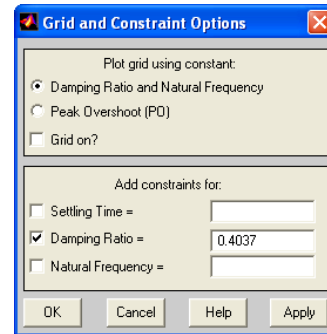 Grid and Constraint Options
Plot grid using constant:
Damping Ratio and Natural Frequency
Peak Overshoot (PO)
Grid on?
Add constraints for:
Settling Time =
Damping Ratio = 0.4037
Natural Frequency =
OK Cancel Help Apply